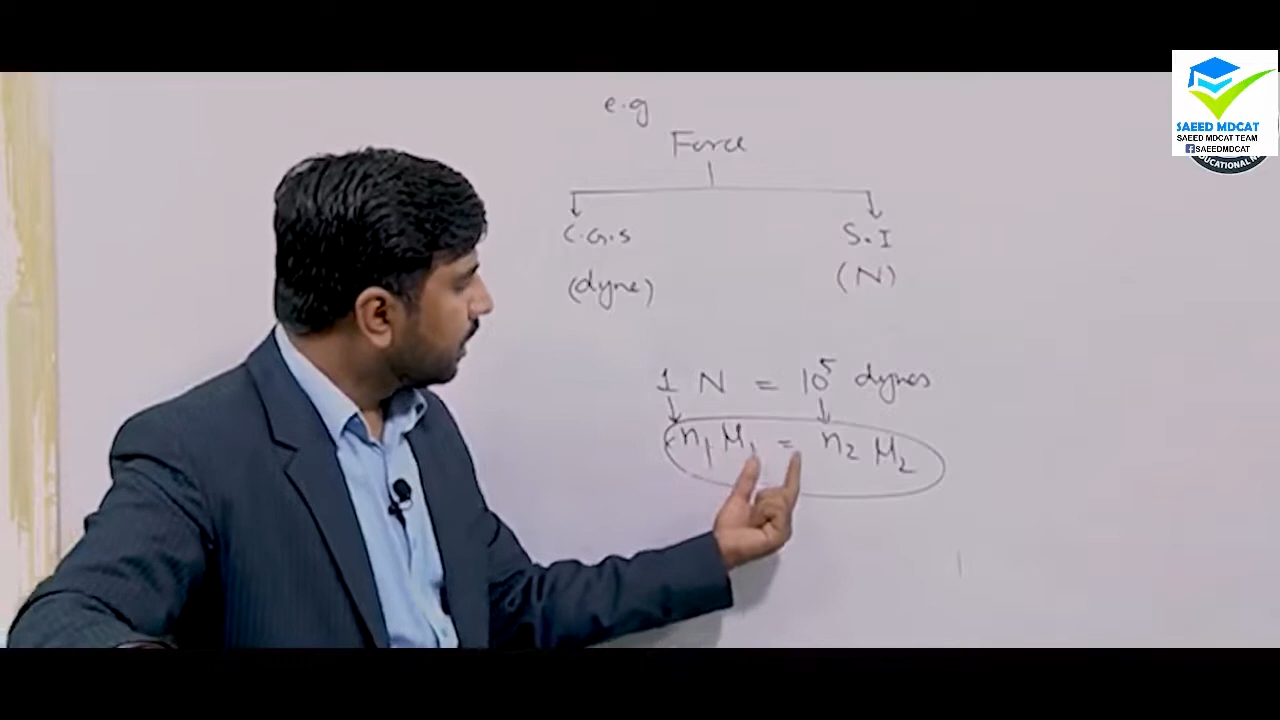 e.g
Force
C.G.S S.I
(dyne) (N)
1 N = 10⁵ dynes
n₁ M₁ = n₂ M₂
SAEED MDCAT
SAEED MDCAT TEAM
SAEEDMDCAT